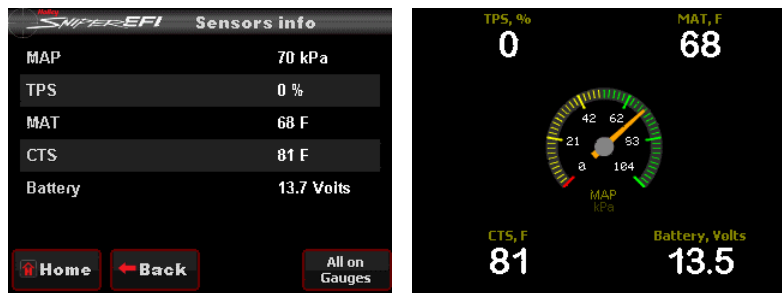 Holley
SNIPER EFI
Sensors info
MAP 70 kPa
TPS 0 %
MAT 68 F
CTS 81 F
Battery 13.7 Volts
Home
Back
All on
Gauges
TPS, % MAT, F
0 68
42 62
21 83
0 104
MAP
kPa
CTS, F Battery, Volts
81 13.5